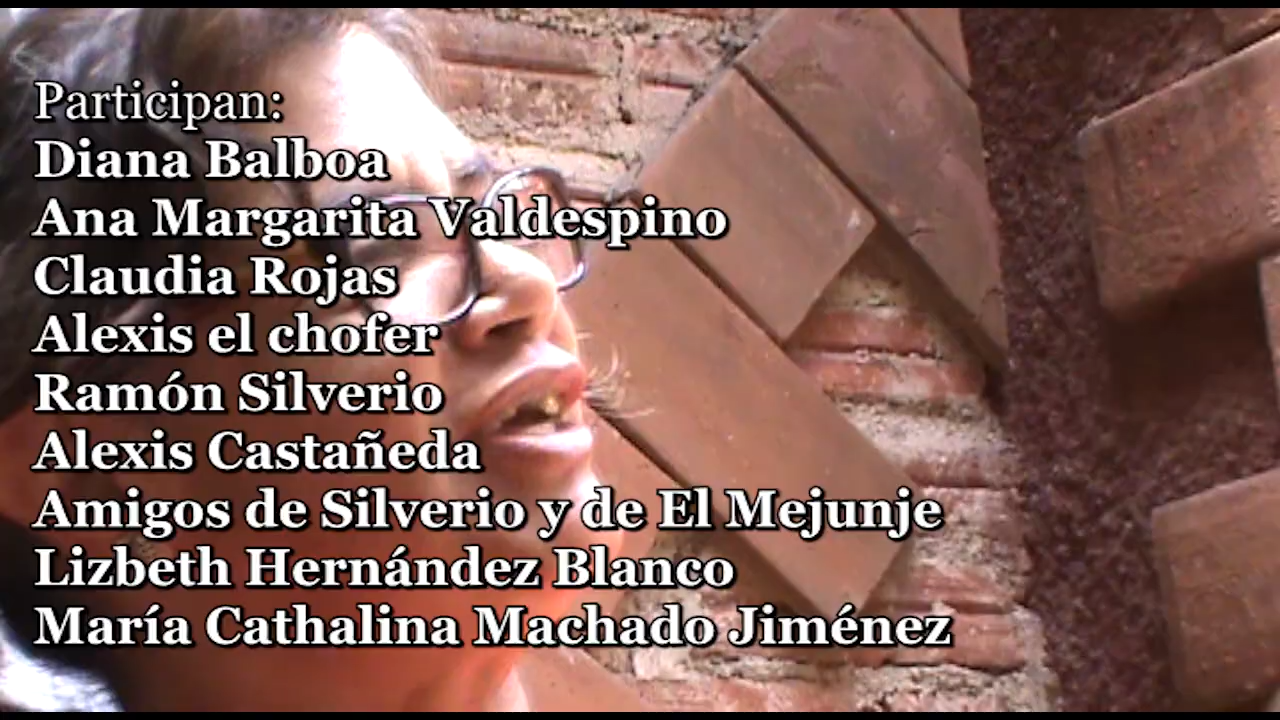 Participan:
Diana Balboa
Ana Margarita Valdespino
Claudia Rojas
Alexis el chofer
Ramón Silverio
Alexis Castañeda
Amigos de Silverio y de El Mejunje
Lizbeth Hernández Blanco
María Cathalina Machado Jiménez